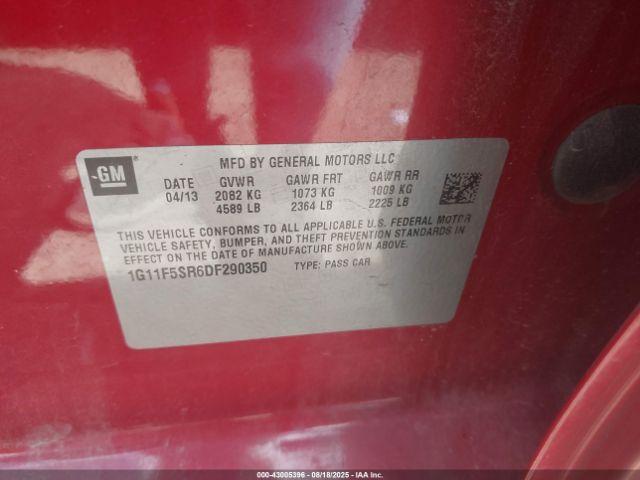 GM
MFD BY GENERAL MOTORS LLC
DATE GVWR GAWR FRT GAWR RR
04/13 2082 KG 1073 KG 1009 KG
4589 LB 2364 LB 2225 LB
THIS VEHICLE CONFORMS TO ALL APPLICABLE U.S. FEDERAL MOTOR
VEHICLE SAFETY, BUMPER, AND THEFT PREVENTION STANDARDS IN
EFFECT ON THE DATE OF MANUFACTURE SHOWN ABOVE.
1G11F5SR6DF290350 TYPE: PASS CAR
000-43005396 - 08/18/2025 - IAAI.COM